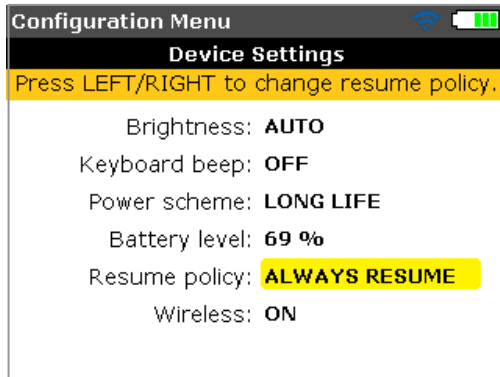 Configuration Menu
Device Settings
Press LEFT/RIGHT to change resume policy.
Brightness: AUTO
Keyboard beep: OFF
Power scheme: LONG LIFE
Battery level: 69 %
Resume policy: ALWAYS RESUME
Wireless: ON